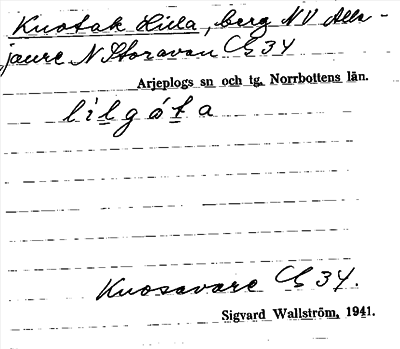 Kuotak Lilla, berg NV Alla-
jaure N Storavan C 34
Arjeplogs sn och tg. Norrbottens län.
lilgóta
Kuosavare C 34.
Sigvard Wallström, 1941.